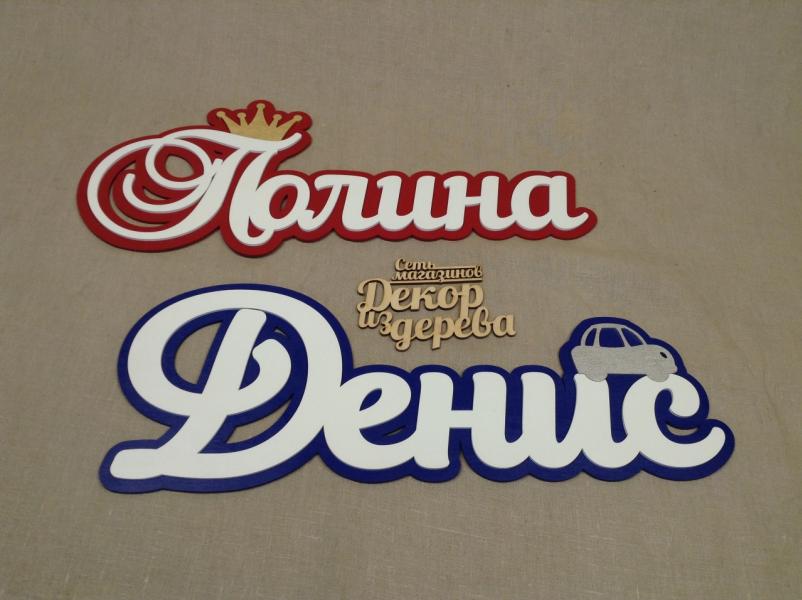 Полина
Сеть
магазинов
Декор
из дерева
Денис